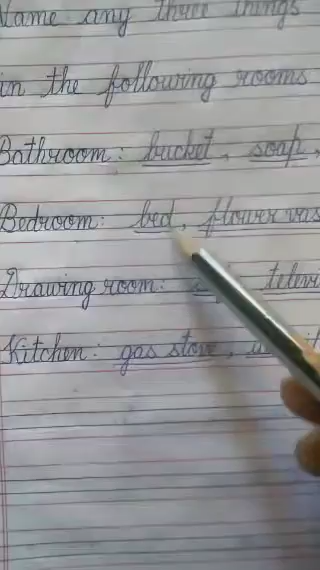 Name any three things
in the following rooms
Bathroom: bucket, soap,
Bedroom: bed, flower vas
Drawing room: televi
Kitchen: gas stove,